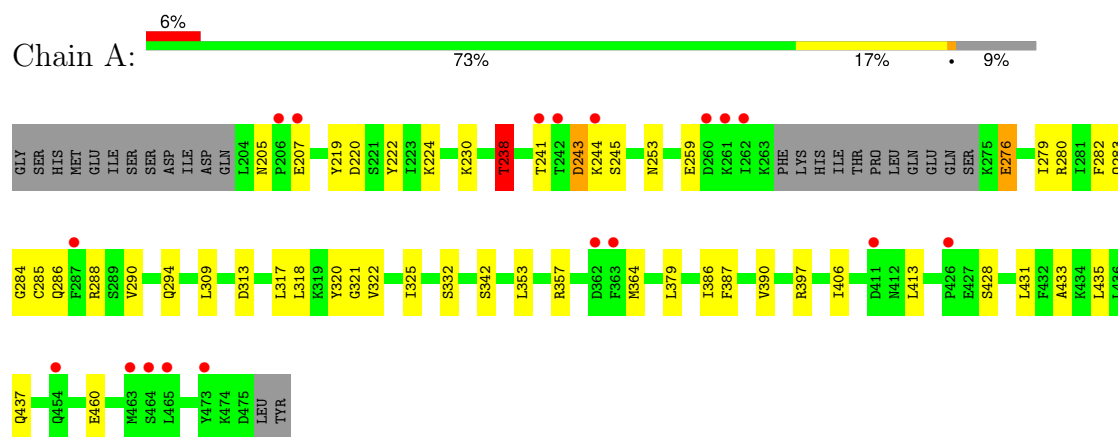 6%
Chain A:
73% 17% • 9%
GLY SER HIS MET GLU ILE SER SER ASP ILE ASP GLN L204 N205 P206 E207 Y219 D220 S221 Y222 I223 K224 K230 T238 T241 T242 D243 K244 S245 N253 E259 D260 K261 I262 K263 PHE LYS HIS ILE THR PRO LEU GLN GLU GLN SER K275 E276 I279 R280 I281 F282 Q283
G284 C285 Q286 F287 R288 S289 V290 Q294 L309 D313 L317 L318 K319 Y320 G321 V322 I325 S332 S342 L353 R357 D362 F363 M364 L379 I386 F387 V390 R397 I406 D411 N412 L413 P426 E427 S428 L431 F432 A433 K434 L435 L436
Q437 Q454 E460 M463 S464 L465 Y473 K474 D475 LEU TYR